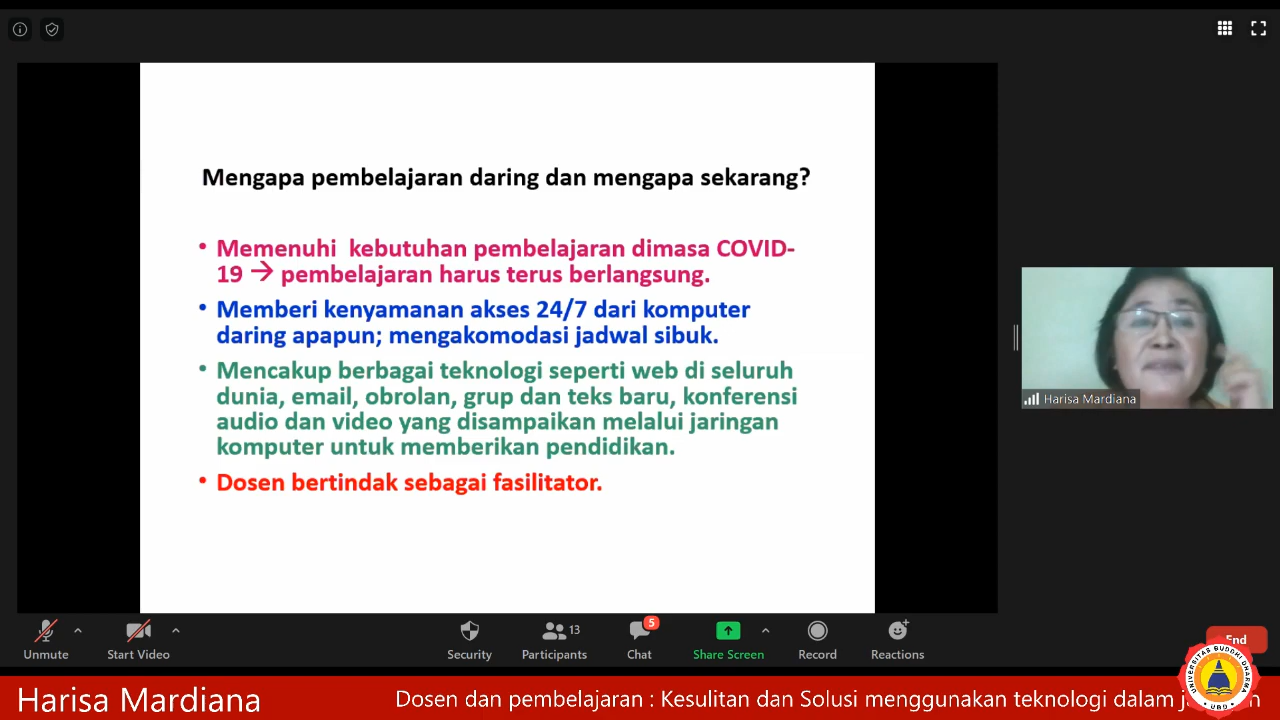 Mengapa pembelajaran daring dan mengapa sekarang?
• Memenuhi  kebutuhan pembelajaran dimasa COVID-
19 → pembelajaran harus terus berlangsung.
• Memberi kenyamanan akses 24/7 dari komputer
daring apapun; mengakomodasi jadwal sibuk.
• Mencakup berbagai teknologi seperti web di seluruh
dunia, email, obrolan, grup dan teks baru, konferensi
audio dan video yang disampaikan melalui jaringan
komputer untuk memberikan pendidikan.
• Dosen bertindak sebagai fasilitator.
Harisa Mardiana
13
5
Unmute
Start Video
Security
Participants
Chat
Share Screen
Record
Reactions
End
UNIVERSITAS BUDDHI DHARMA
UBD
Harisa Mardiana
Dosen dan pembelajaran : Kesulitan dan Solusi menggunakan teknologi dalam